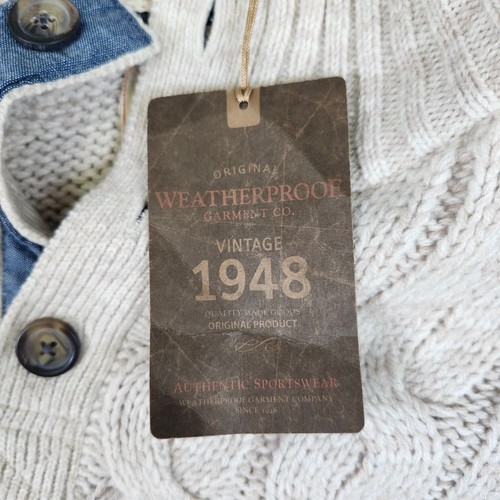 ORIGINAL
WEATHERPROOF
GARMENT CO.
VINTAGE
1948
QUALITY MADE GOODS
ORIGINAL PRODUCT
AUTHENTIC SPORTSWEAR
WEATHERPROOF GARMENT COMPANY
SINCE 1948